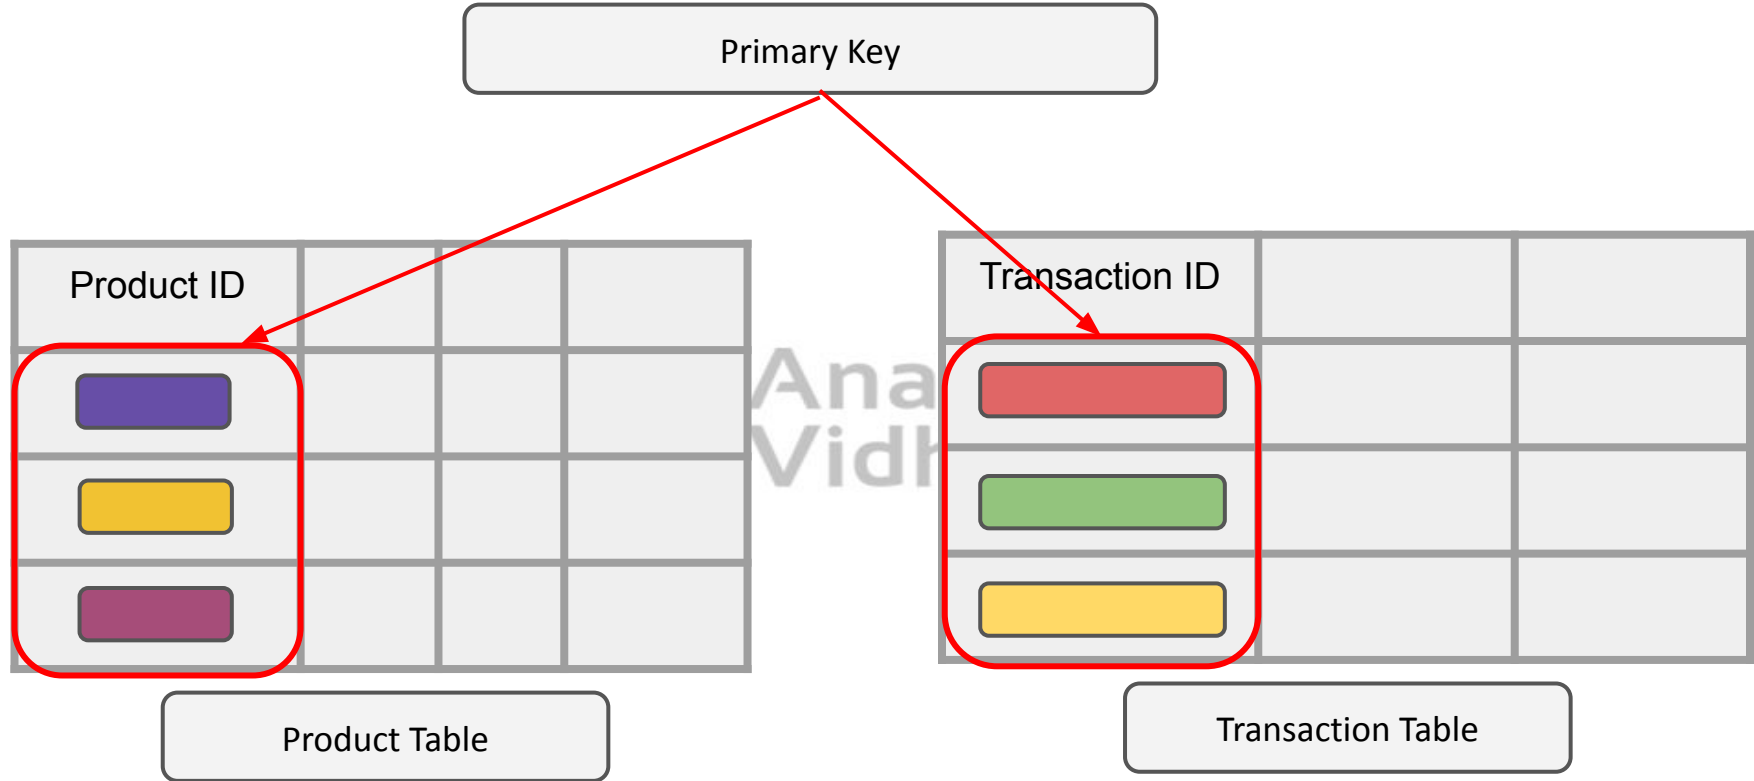 Primary Key
Product ID
Transaction ID
Product Table
Transaction Table